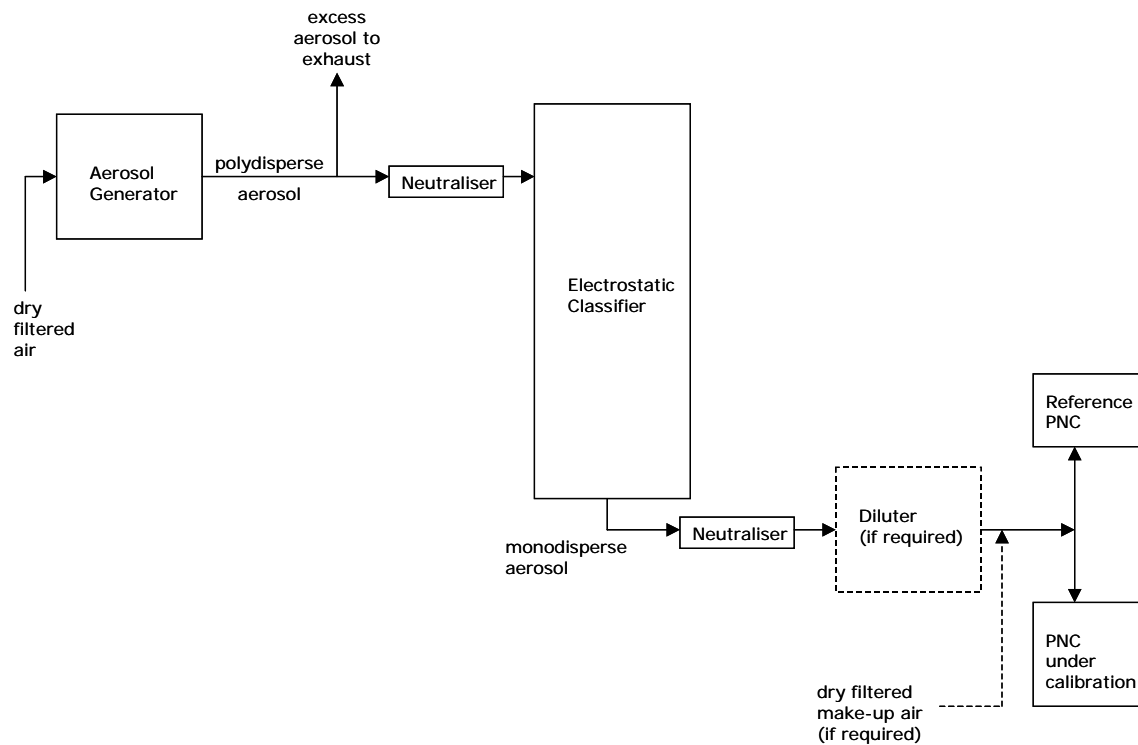 excess
aerosol to
exhaust
Aerosol
Generator
polydisperse
aerosol
Neutraliser
dry
filtered
air
Electrostatic
Classifier
monodisperse
aerosol
Neutraliser
Diluter
(if required)
Reference
PNC
PNC
under
calibration
dry filtered
make-up air
(if required)